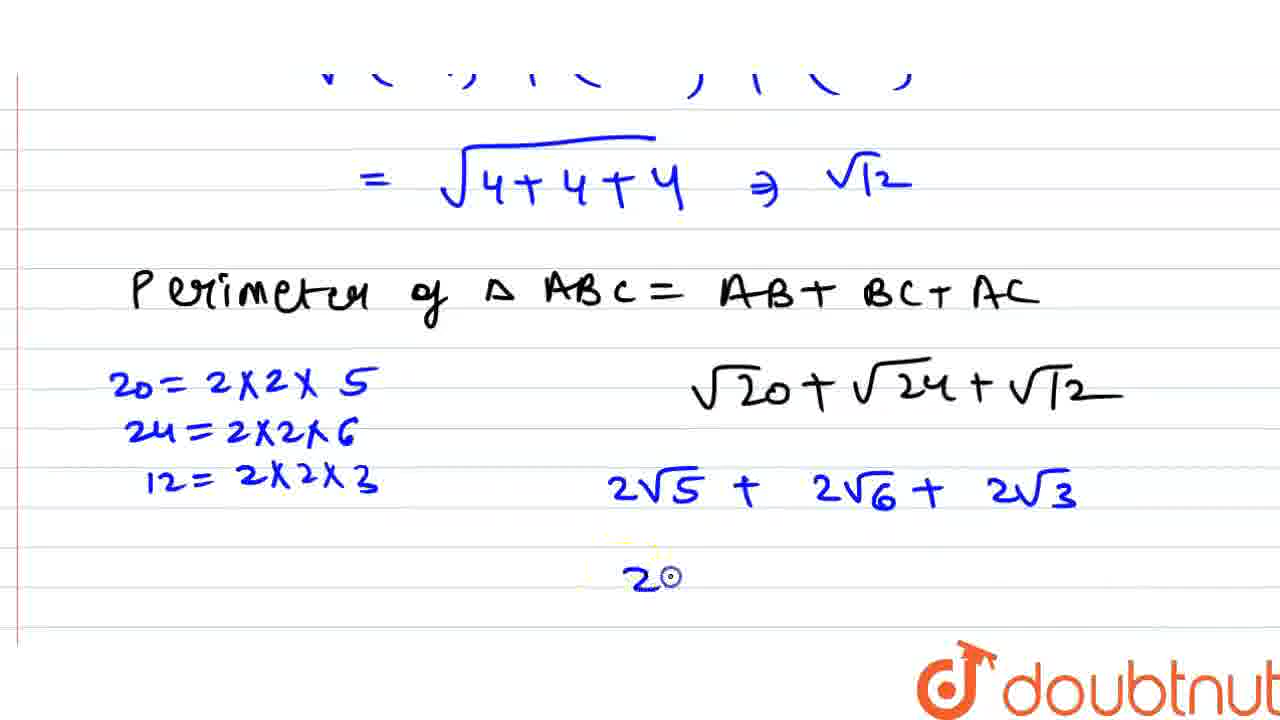 = √4+4+4 ⇒ √12
Perimeter of Δ ABC = AB + BC + AC
20 = 2×2× 5
√20 + √24 + √12
24 = 2×2×6
12 = 2×2×3
2√5 + 2√6 + 2√3
2
doubtnut